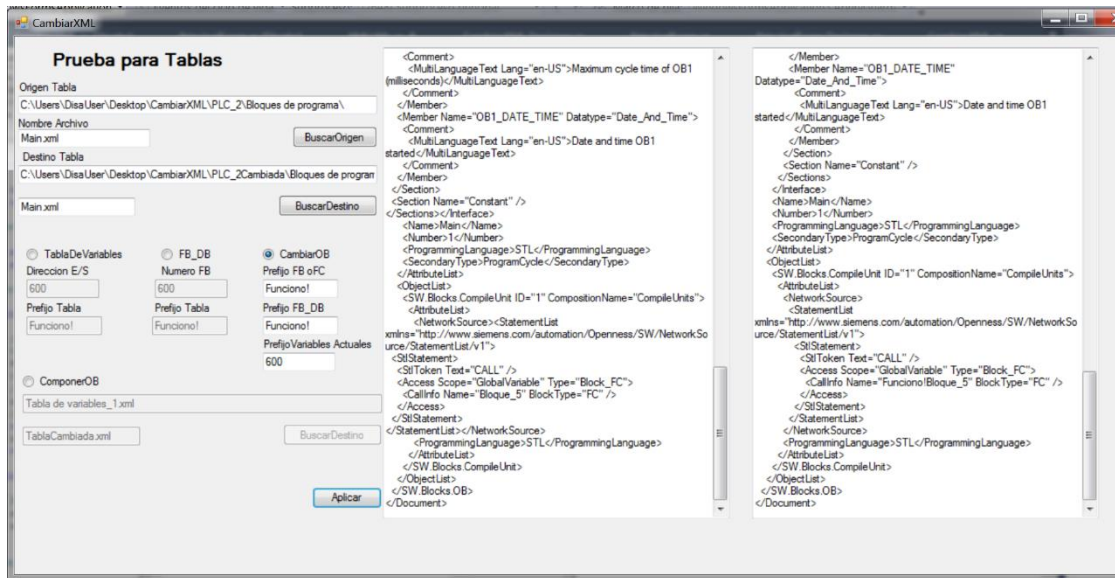 CambiarXML
Prueba para Tablas
Origen Tabla
C:\Users\DisaUser\Desktop\CambiarXML\PLC_2\Bloques de programa\
Nombre Archivo
Main.xml
BuscarOrigen
Destino Tabla
C:\Users\DisaUser\Desktop\CambiarXML\PLC_2Cambiada\Bloques de program
Main.xml
BuscarDestino
TablaDeVariables
FB_DB
CambiarOB
Direccion E/S
Numero FB
Prefijo FB oFC
600
600
Funciono!
Prefijo Tabla
Prefijo Tabla
Prefijo FB_DB
Funciono!
Funciono!
Funciono!
PrefijoVariables Actuales
600
ComponerOB
Tabla de variables_1.xml
TablaCambiada.xml
BuscarDestino
Aplicar
<Comment>
<MultiLanguageText Lang="en-US">Maximum cycle time of OB1
(milliseconds)</MultiLanguageText>
</Comment>
</Member>
<Member Name="OB1_DATE_TIME" Datatype="Date_And_Time">
<Comment>
<MultiLanguageText Lang="en-US">Date and time OB1
started</MultiLanguageText>
</Comment>
</Member>
</Section>
<Section Name="Constant" />
</Sections></Interface>
<Name>Main</Name>
<Number>1</Number>
<ProgrammingLanguage>STL</ProgrammingLanguage>
<SecondaryType>ProgramCycle</SecondaryType>
</AttributeList>
<ObjectList>
<SW.Blocks.CompileUnit ID="1" CompositionName="CompileUnits">
<AttributeList>
<NetworkSource><StatementList
xmlns="http://www.siemens.com/automation/Openness/SW/NetworkSo
urce/StatementList/v1">
<StlStatement>
<StlToken Text="CALL" />
<Access Scope="GlobalVariable" Type="Block_FC">
<CallInfo Name="Bloque_5" BlockType="FC" />
</Access>
</StlStatement>
</StatementList></NetworkSource>
<ProgrammingLanguage>STL</ProgrammingLanguage>
</AttributeList>
</SW.Blocks.CompileUnit>
</ObjectList>
</SW.Blocks.OB>
</Document>
</Member>
<Member Name="OB1_DATE_TIME"
Datatype="Date_And_Time">
<Comment>
<MultiLanguageText Lang="en-US">Date and time OB1
started</MultiLanguageText>
</Comment>
</Member>
</Section>
<Section Name="Constant" />
</Sections>
</Interface>
<Name>Main</Name>
<Number>1</Number>
<ProgrammingLanguage>STL</ProgrammingLanguage>
<SecondaryType>ProgramCycle</SecondaryType>
</AttributeList>
<ObjectList>
<SW.Blocks.CompileUnit ID="1" CompositionName="CompileUnits">
<AttributeList>
<NetworkSource>
<StatementList
xmlns="http://www.siemens.com/automation/Openness/SW/NetworkSo
urce/StatementList/v1">
<StlStatement>
<StlToken Text="CALL" />
<Access Scope="GlobalVariable" Type="Block_FC">
<CallInfo Name="Funciono!Bloque_5" BlockType="FC" />
</Access>
</StlStatement>
</StatementList>
</NetworkSource>
<ProgrammingLanguage>STL</ProgrammingLanguage>
</AttributeList>
</SW.Blocks.CompileUnit>
</ObjectList>
</SW.Blocks.OB>
</Document>